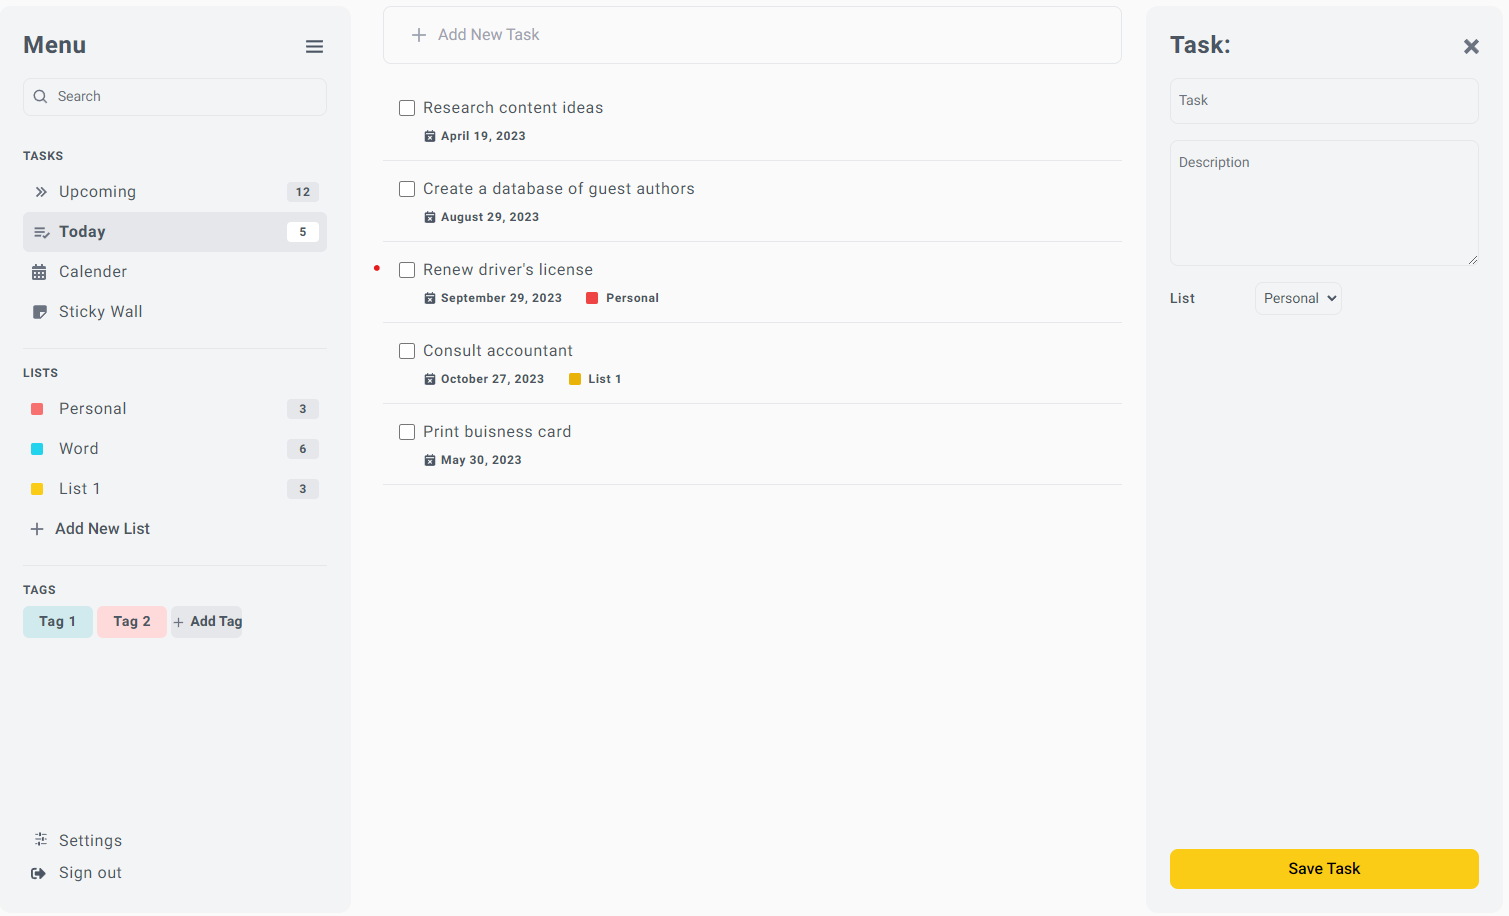 Menu
Search
TASKS
Upcoming 12
Today 5
Calender
Sticky Wall
LISTS
Personal 3
Word 6
List 1 3
Add New List
TAGS
Tag 1 Tag 2 + Add Tag
Settings
Sign out
+ Add New Task
Research content ideas
April 19, 2023
Create a database of guest authors
August 29, 2023
Renew driver's license
September 29, 2023 Personal
Consult accountant
October 27, 2023 List 1
Print buisness card
May 30, 2023
Task:
Task
Description
List Personal
Save Task